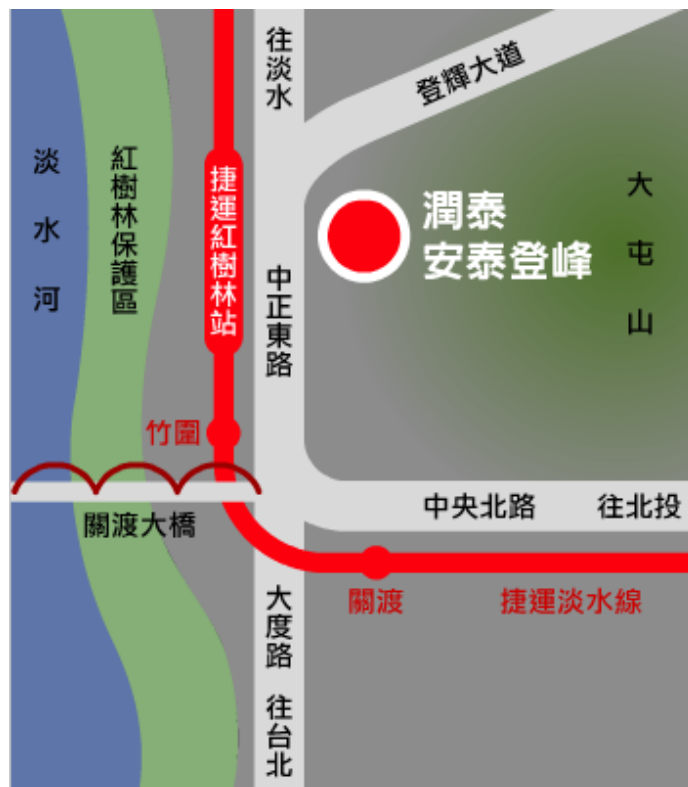 往淡水
登輝大道
淡水河
紅樹林保護區
捷運紅樹林站
中正東路
潤泰
安泰登峰
大屯山
竹圍
關渡大橋
中央北路
往北投
關渡
捷運淡水線
大度路
往台北